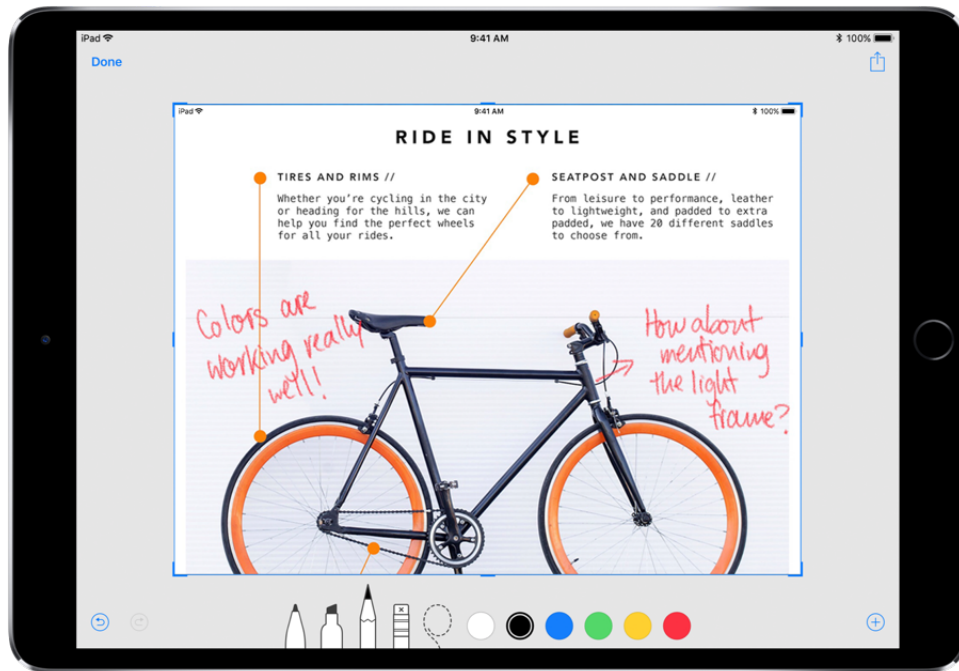 iPad 9:41 AM 100%
Done
iPad 9:41 AM 100%
RIDE IN STYLE
TIRES AND RIMS //
Whether you're cycling in the city
or heading for the hills, we can
help you find the perfect wheels
for all your rides.
SEATPOST AND SADDLE //
From leisure to performance, leather
to lightweight, and padded to extra
padded, we have 20 different saddles
to choose from.
Colors are
working really
well!
How about
mentioning
the light
frame?